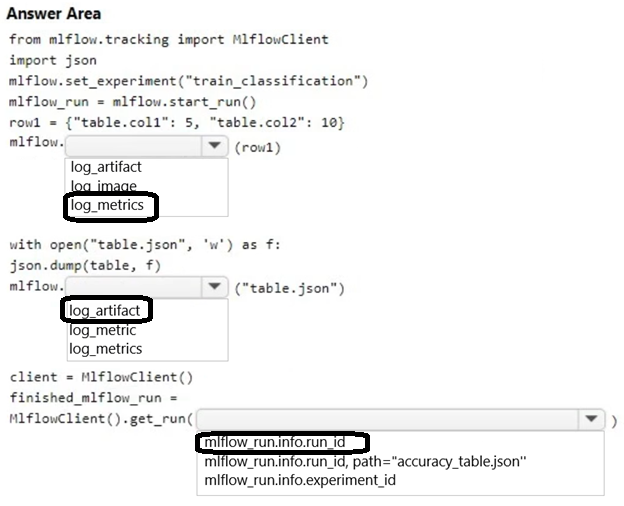 Answer Area
from mlflow.tracking import MlflowClient
import json
mlflow.set_experiment("train_classification")
mlflow_run = mlflow.start_run()
row1 = {"table.col1": 5, "table.col2": 10}
mlflow. (row1)
log_artifact
log_image
log_metrics
with open("table.json", 'w') as f:
json.dump(table, f)
mlflow. ("table.json")
log_artifact
log_metric
log_metrics
client = MlflowClient()
finished_mlflow_run =
MlflowClient().get_run( )
mlflow_run.info.run_id
mlflow_run.info.run_id, path="accuracy_table.json"
mlflow_run.info.experiment_id